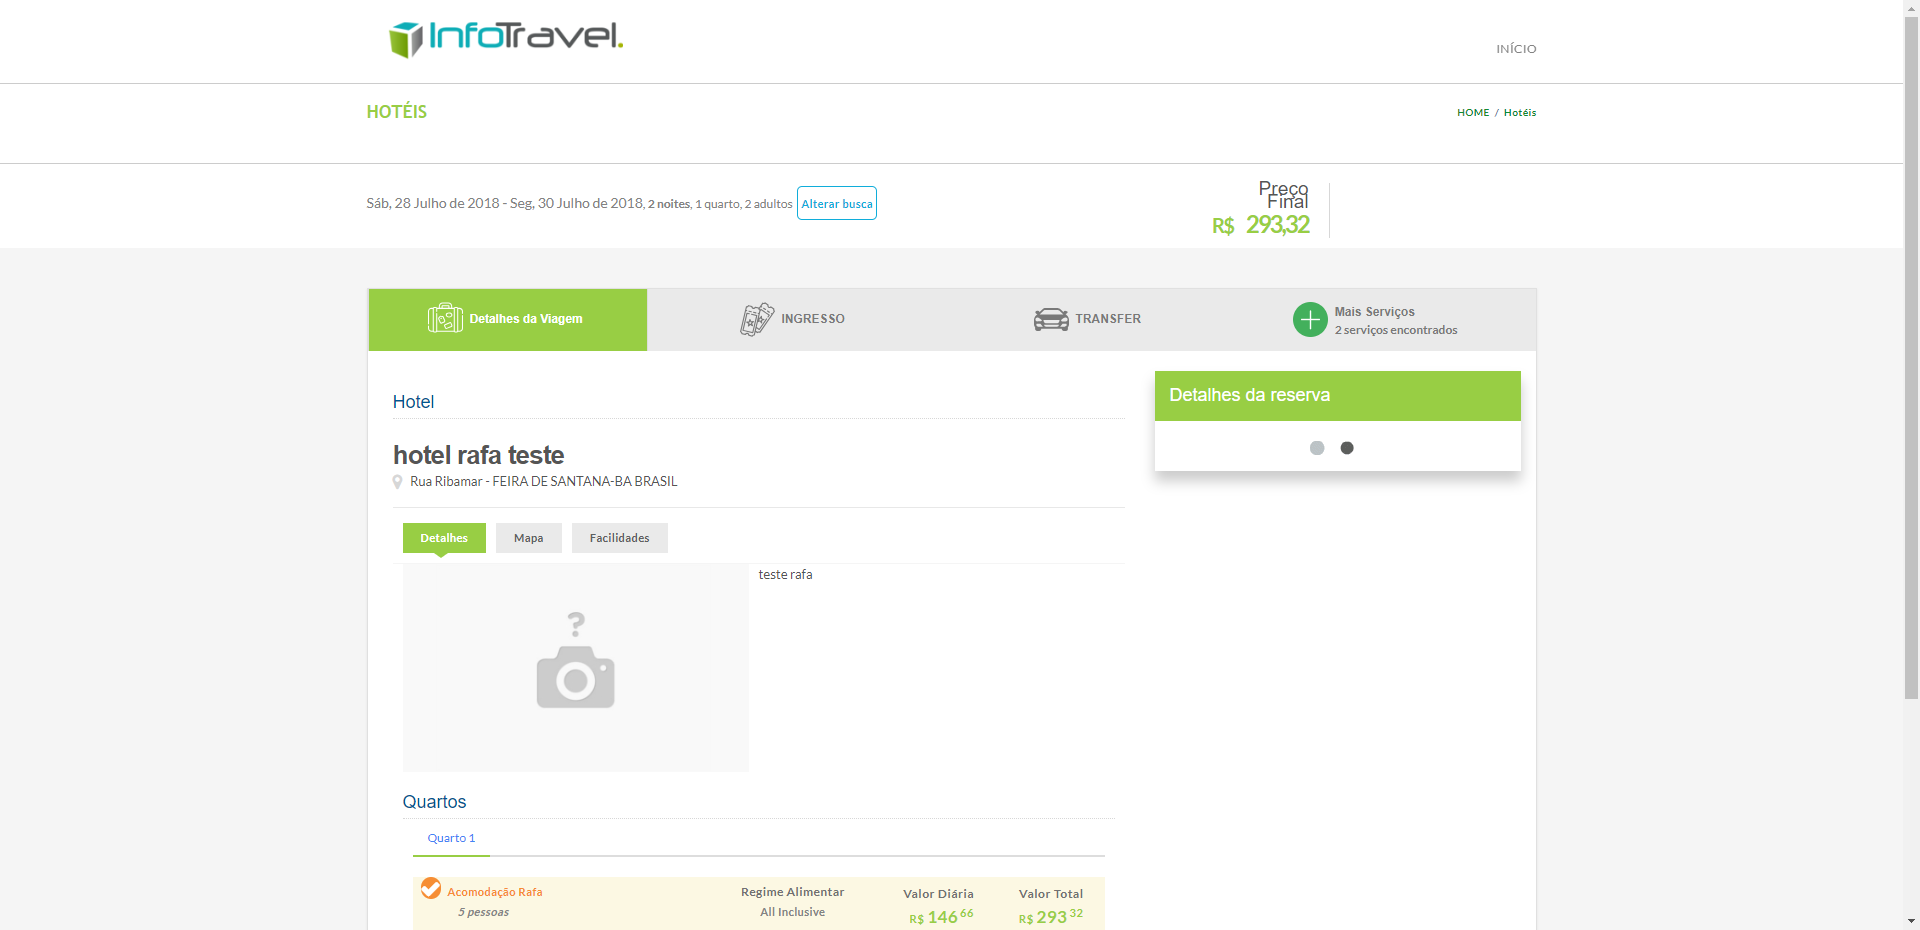 InfoTravel.
INÍCIO
HOTÉIS
HOME / Hotéis
Sáb, 28 Julho de 2018 - Seg, 30 Julho de 2018, 2 noites, 1 quarto, 2 adultos Alterar busca
Preço
Final
R$ 293,32
Detalhes da Viagem
INGRESSO
TRANSFER
Mais Serviços
2 serviços encontrados
Hotel
Detalhes da reserva
hotel rafa teste
Rua Ribamar - FEIRA DE SANTANA-BA BRASIL
Detalhes Mapa Facilidades
teste rafa
?
Quartos
Quarto 1
Acomodação Rafa Regime Alimentar Valor Diária Valor Total
5 pessoas All Inclusive R$ 146 66 R$ 293 32